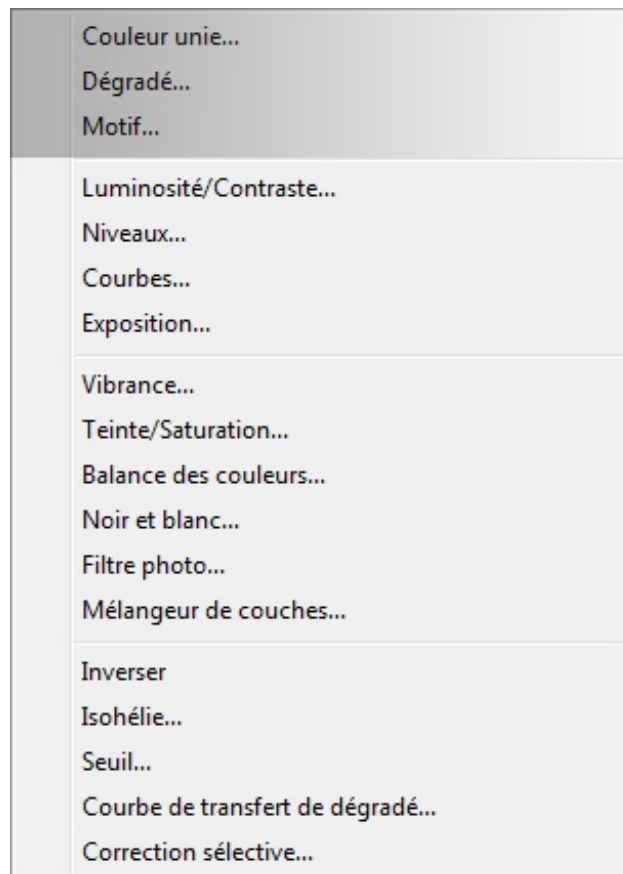 Couleur unie...
Dégradé...
Motif...
Luminosité/Contraste...
Niveaux...
Courbes...
Exposition...
Vibrance...
Teinte/Saturation...
Balance des couleurs...
Noir et blanc...
Filtre photo...
Mélangeur de couches...
Inverser
Isohélie...
Seuil...
Courbe de transfert de dégradé...
Correction sélective...